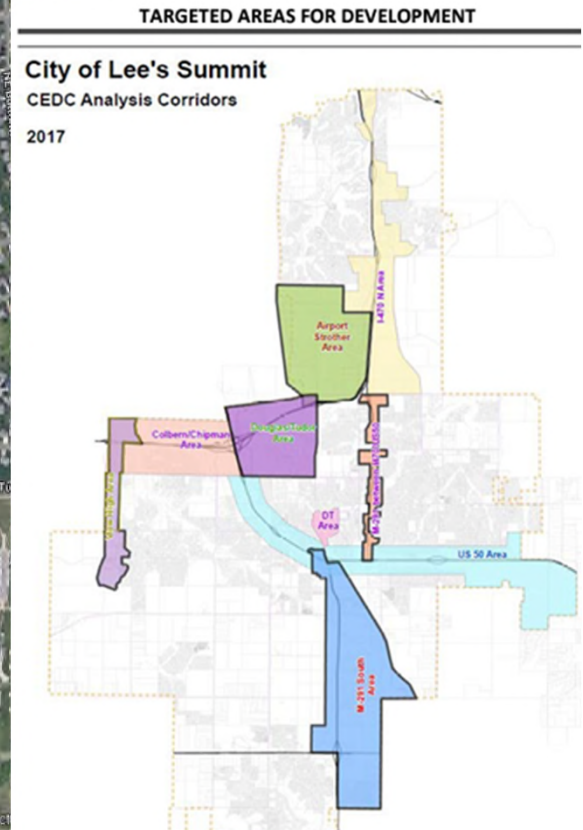 TARGETED AREAS FOR DEVELOPMENT
City of Lee's Summit
CEDC Analysis Corridors
2017
I-470 N Area
Airport
Strother
Area
Colbern/Chipman
Area
Douglas/Tudor
Area
DT
Area
US 50 Area
M-291 South
Area